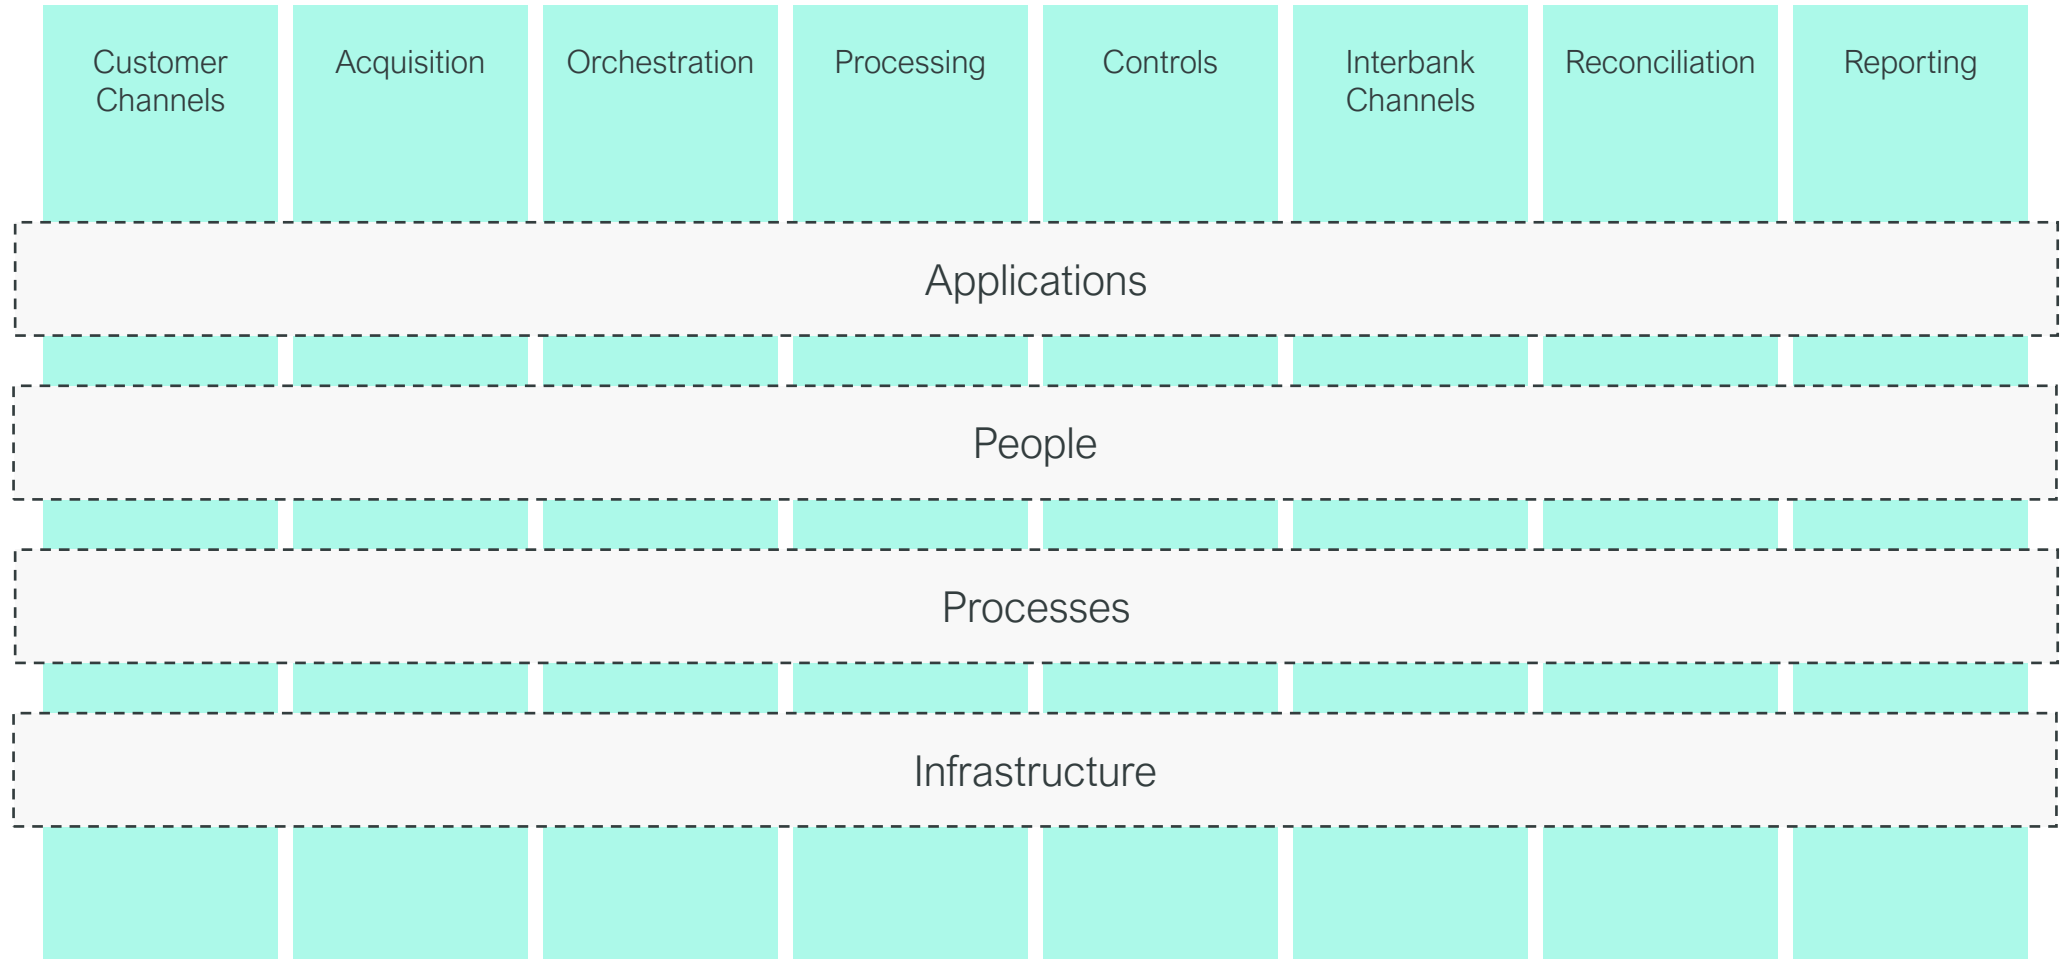 Customer
Channels
Acquisition
Orchestration
Processing
Controls
Interbank
Channels
Reconciliation
Reporting
Applications
People
Processes
Infrastructure